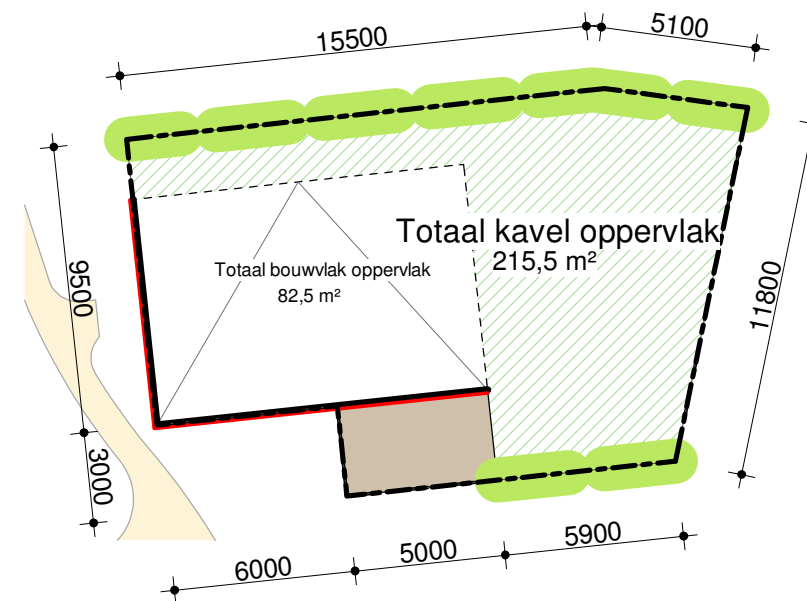 15500
5100
9500
Totaal kavel oppervlak
215,5 m²
Totaal bouwvlak oppervlak
82,5 m²
11800
3000
6000
5000
5900